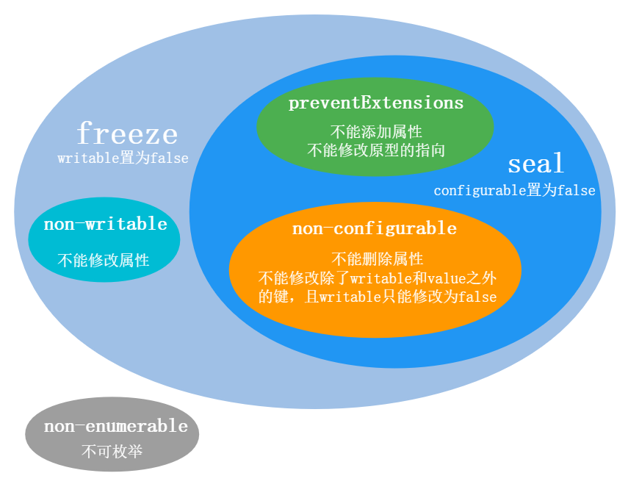 preventExtensions
不能添加属性
不能修改原型的指向
freeze
writable置为false
seal
configurable置为false
non-writable
不能修改属性
non-configurable
不能删除属性
不能修改除了writable和value之外
的键，且writable只能修改为false
non-enumerable
不可枚举